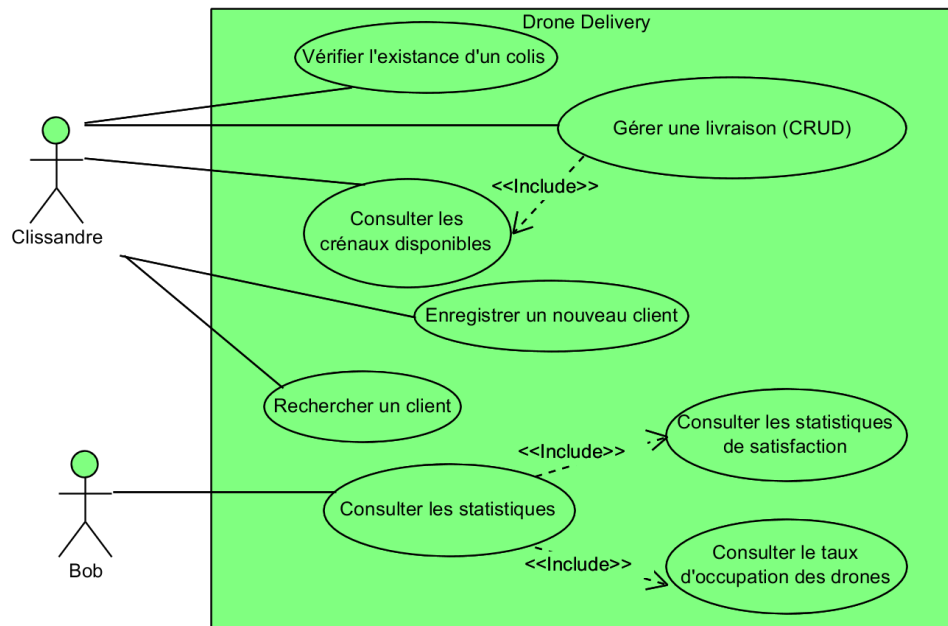 Drone Delivery
Vérifier l'existance d'un colis
Gérer une livraison (CRUD)
<<Include>>
Clissandre
Consulter les
crénaux disponibles
Enregistrer un nouveau client
Rechercher un client
Consulter les statistiques
de satisfaction
<<Include>>
Bob
Consulter les statistiques
<<Include>>
Consulter le taux
d'occupation des drones